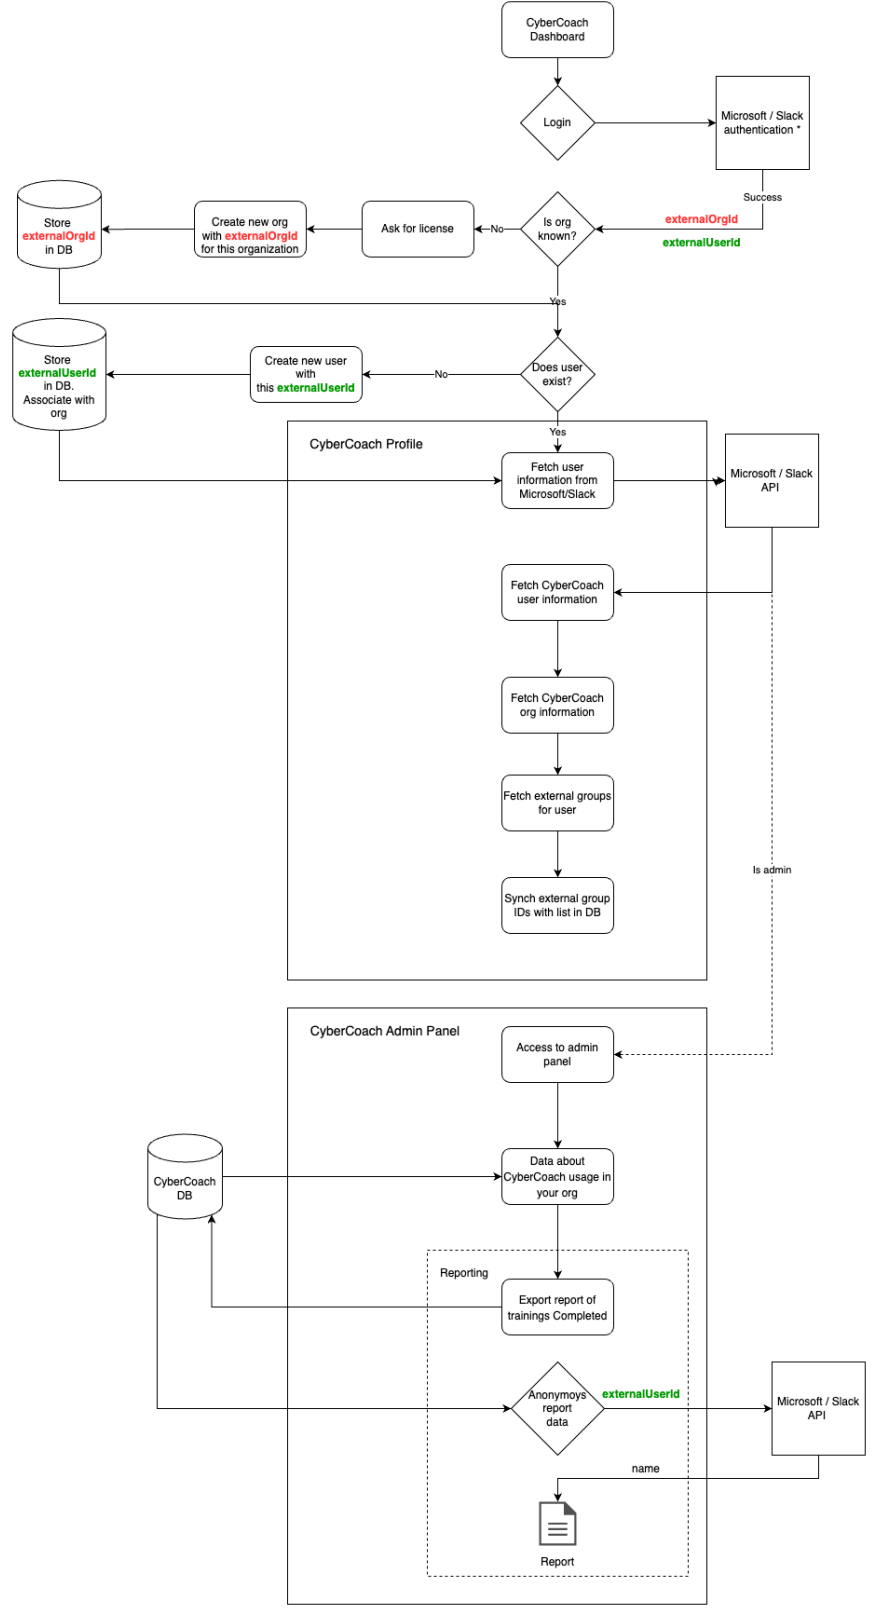 CyberCoach
Dashboard
Login
Microsoft / Slack
authentication *
Success
externalOrgId
externalUserId
Is org
known?
No
Ask for license
Create new org
with externalOrgId
for this organization
Store
externalOrgId
in DB
Yes
Does user
exist?
No
Create new user
with
this externalUserId
Store
externalUserId
in DB.
Associate with
org
Yes
CyberCoach Profile
Fetch user
information from
Microsoft/Slack
Microsoft / Slack
API
Fetch CyberCoach
user information
Fetch CyberCoach
org information
Fetch external groups
for user
Is admin
Synch external group
IDs with list in DB
CyberCoach Admin Panel
Access to admin
panel
CyberCoach
DB
Data about
CyberCoach usage in
your org
Reporting
Export report of
trainings Completed
Anonymoys
report
data
externalUserId
Microsoft / Slack
API
name
Report